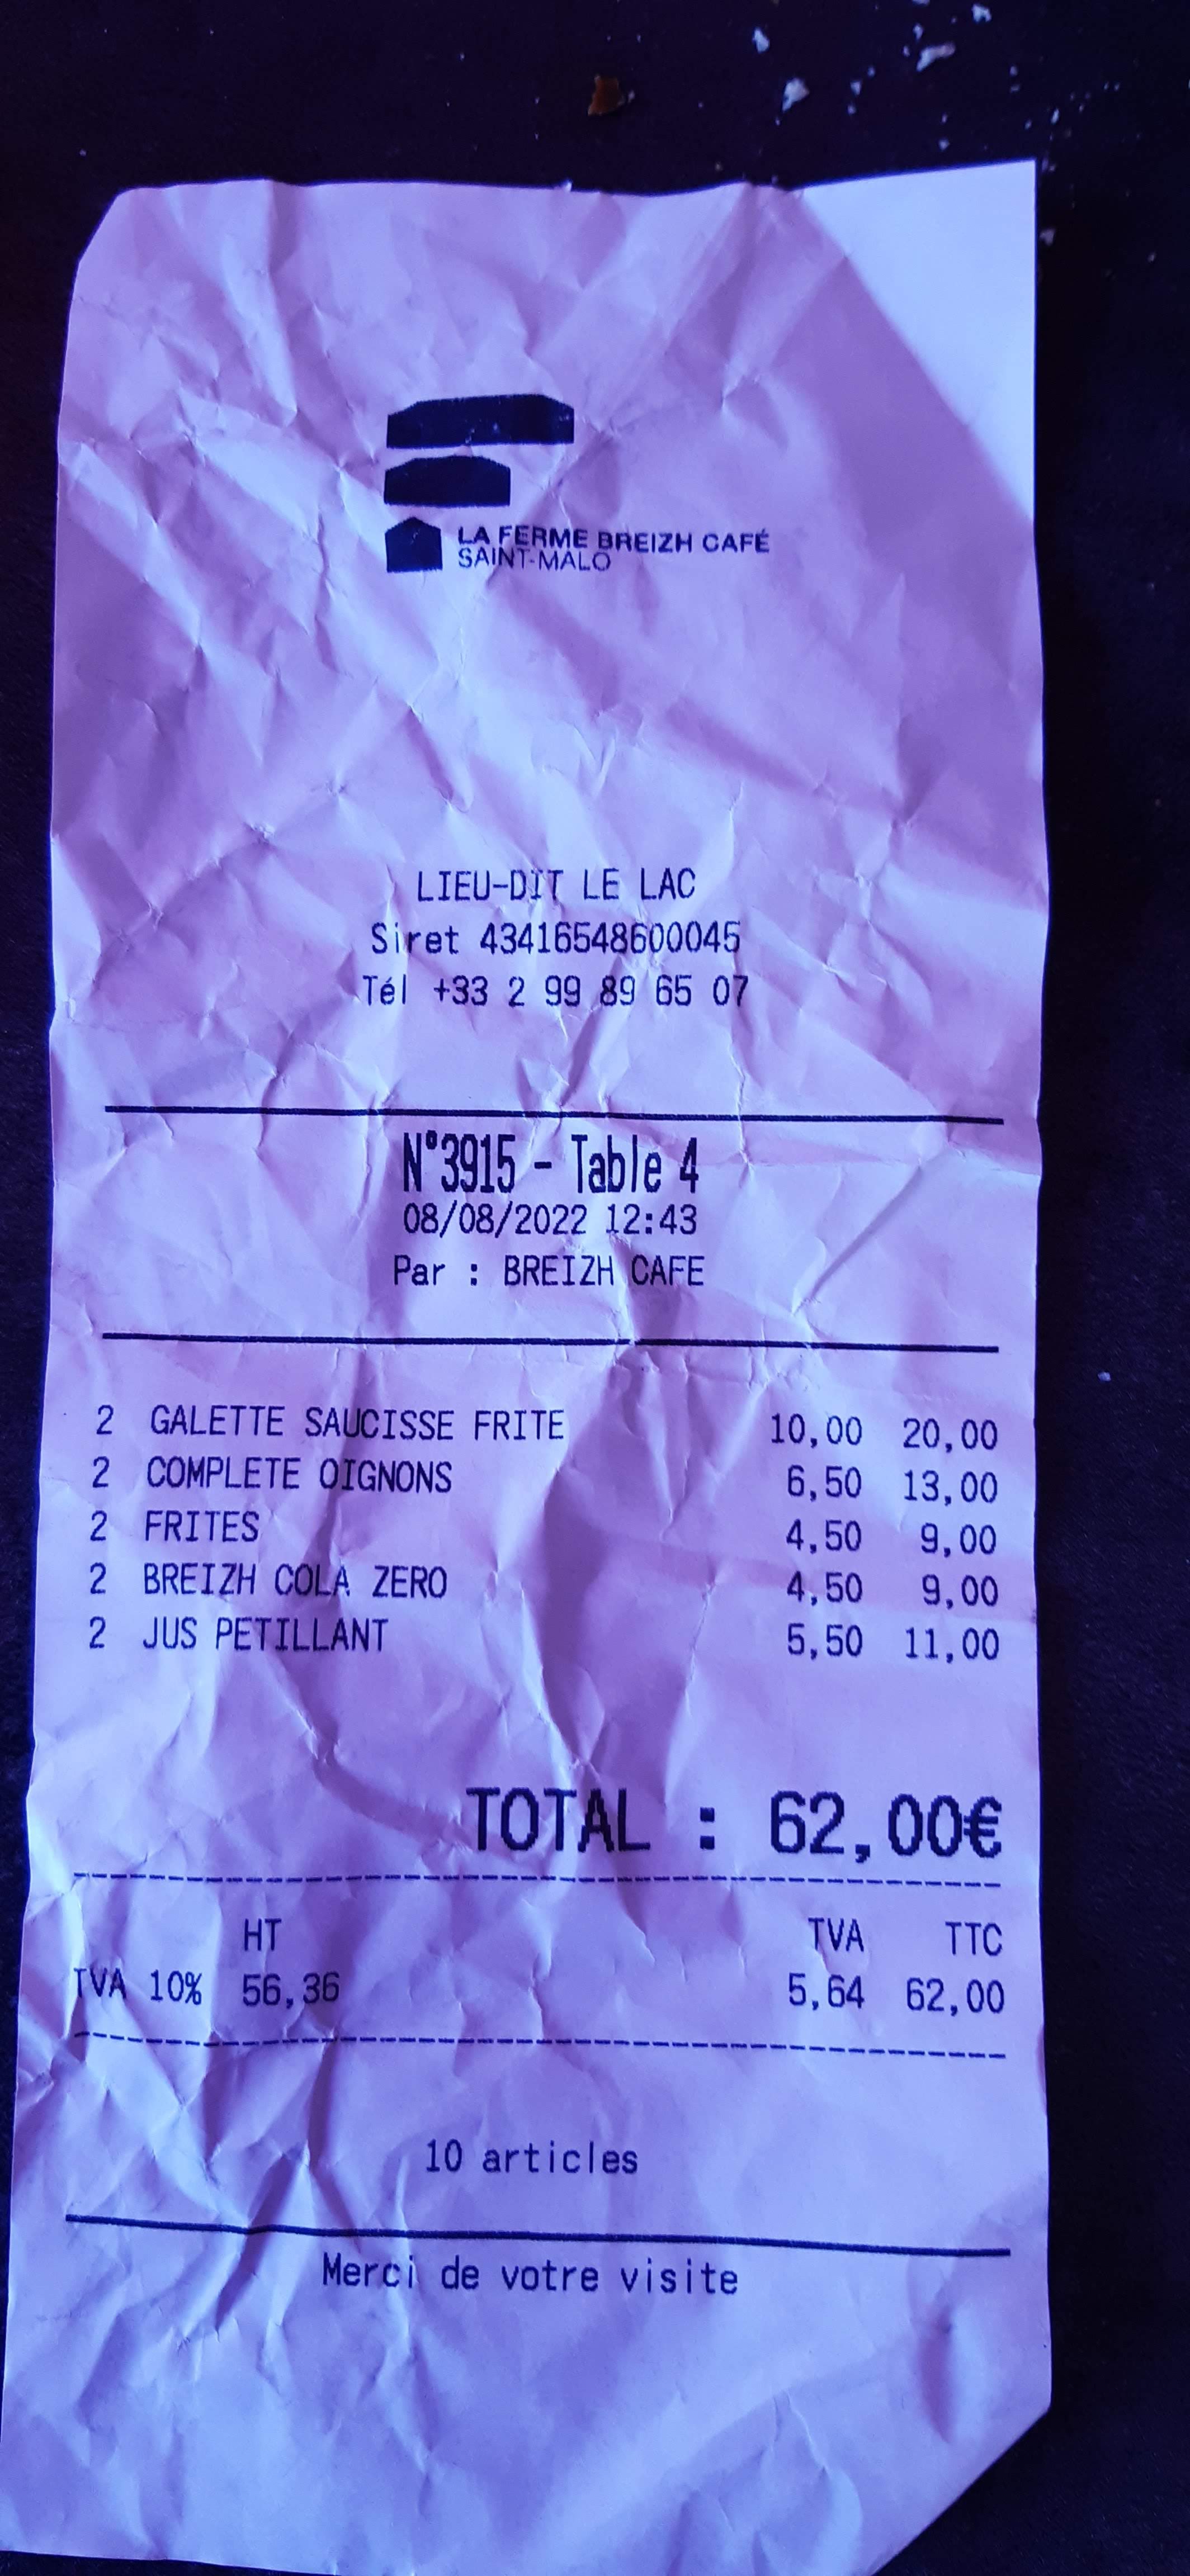 LA FERME BREIZH CAFÉ
SAINT-MALO
LIEU-DIT LE LAC
Siret 43416548600045
Tél +33 2 99 89 65 07
N°3915 - Table 4
08/08/2022 12:43
Par : BREIZH CAFE
2 GALETTE SAUCISSE FRITE 10,00 20,00
2 COMPLETE OIGNONS 6,50 13,00
2 FRITES 4,50 9,00
2 BREIZH COLA ZERO 4,50 9,00
2 JUS PETILLANT 5,50 11,00
TOTAL : 62,00€
HT TVA TTC
TVA 10% 56,36 5,64 62,00
10 articles
Merci de votre visite